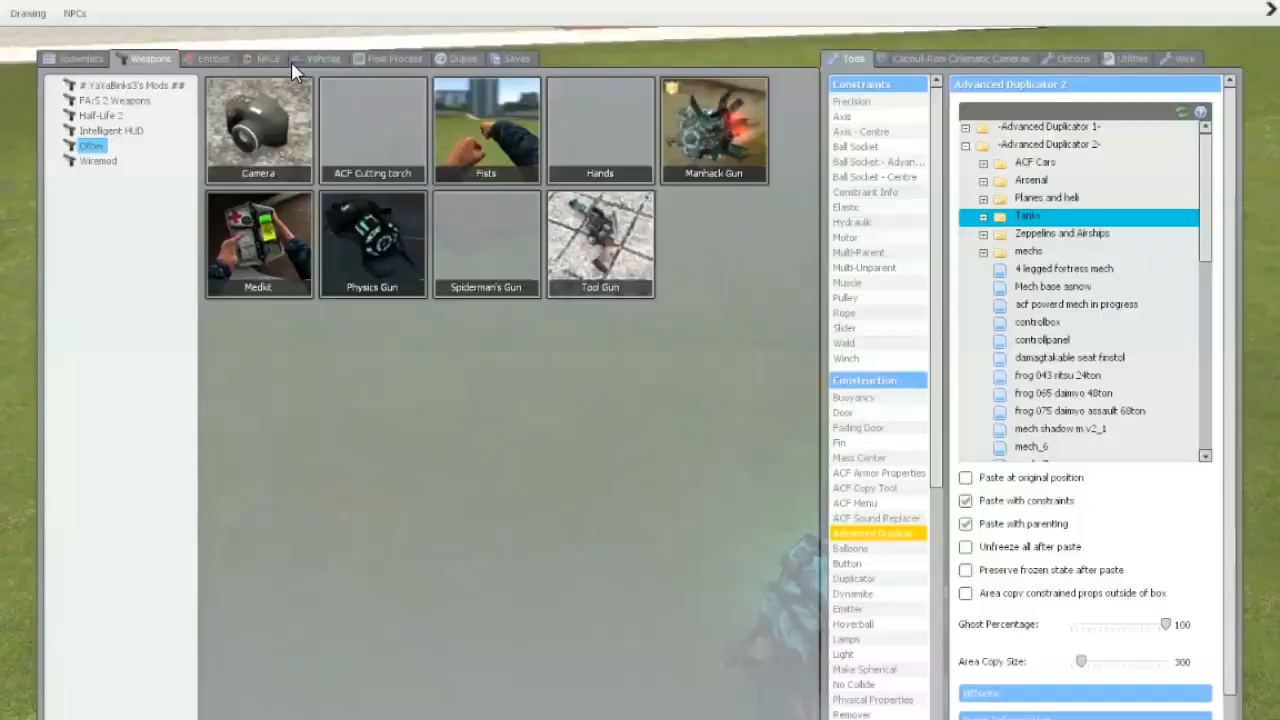 Drawing NPCs
Spawnlists Weapons Entities NPCs Vehicles Post Process Dupes Saves
# YaYaBinks3's Mods ##
FA:S 2 Weapons
Half-Life 2
Intelligent HUD
Other
Wiremod
Camera
ACF Cutting torch
Fists
Hands
Manhack Gun
Medkit
Physics Gun
Spiderman's Gun
Tool Gun
Tools Catmull-Rom Cinematic Cameras Options Utilities Wire
Constraints
Precision
Axis
Axis - Centre
Ball Socket
Ball Socket - Advan...
Ball Socket - Centre
Constraint Info
Elastic
Hydraulic
Motor
Multi-Parent
Multi-Unparent
Muscle
Pulley
Rope
Slider
Weld
Winch
Construction
Buoyancy
Door
Fading Door
Fin
Mass Center
ACF Armor Properties
ACF Copy Tool
ACF Menu
ACF Sound Replacer
Advanced Duplicat...
Balloons
Button
Duplicator
Dynamite
Emitter
Hoverball
Lamps
Light
Make Spherical
No Collide
Physical Properties
Remover
Advanced Duplicator 2
-Advanced Duplicator 1-
-Advanced Duplicator 2-
ACF Cars
Arsenal
Planes and heli
Tanks
Zeppelins and Airships
mechs
4 legged fortress mech
Mech base asnow
acf powerd mech in progress
controlbox
controllpanel
damagtakable seat finstol
frog 043 ritsu 24ton
frog 065 daimyo 48ton
frog 075 daimyo assault 68ton
mech shadow m v2_1
mech_6
Paste at original position
Paste with constraints
Paste with parenting
Unfreeze all after paste
Preserve frozen state after paste
Area copy constrained props outside of box
Ghost Percentage: 100
Area Copy Size: 300
Offsets